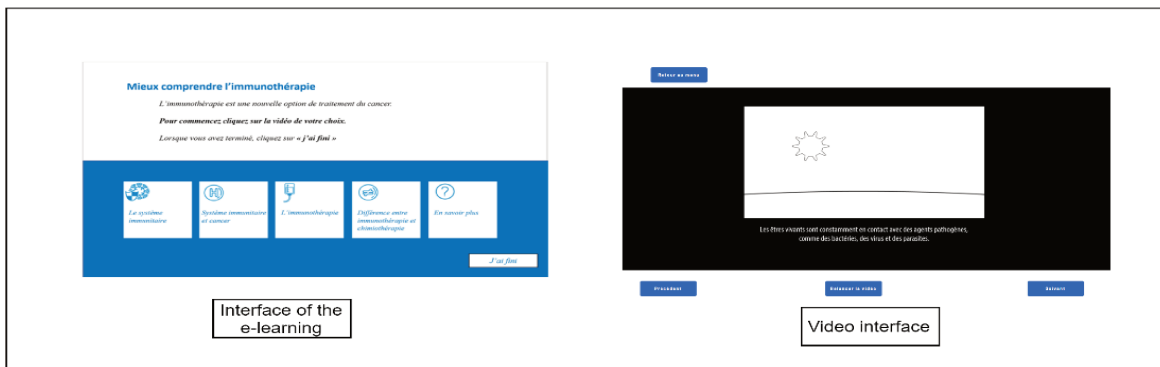 Mieux comprendre l'immunothérapie
L'immunothérapie est une nouvelle option de traitement du cancer.
Pour commencez cliquez sur la vidéo de votre choix.
Lorsque vous avez terminé, cliquez sur « j'ai fini »
Le système
immunitaire
Système immunitaire
et cancer
L'immunothérapie
Différence entre
immunothérapie et
chimiothérapie
?
En savoir plus
J'ai fini
Interface of the
e-learning
Retour au menu
Les êtres vivants sont constamment en contact avec des agents pathogènes,
comme des bactéries, des virus et des parasites.
Précédent
Relancer la vidéo
Suivant
Video interface